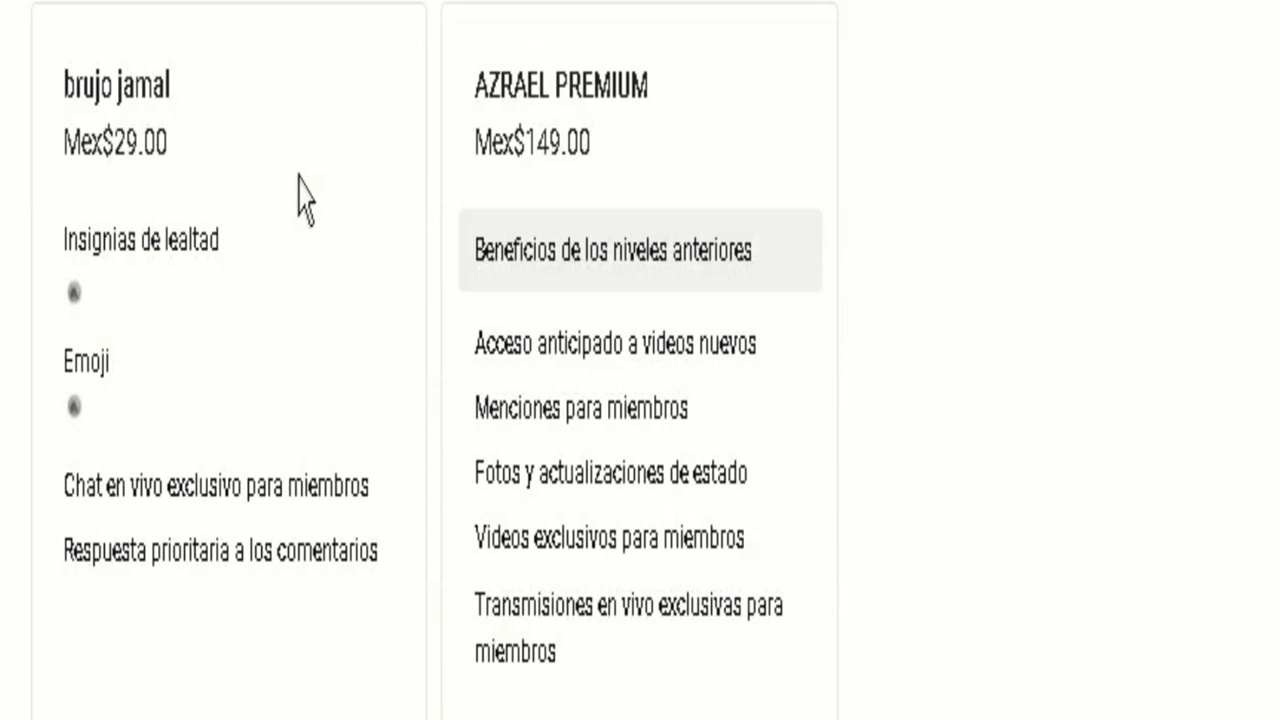 brujo jamal
Mex$29.00
Insignias de lealtad
Emoji
Chat en vivo exclusivo para miembros
Respuesta prioritaria a los comentarios
AZRAEL PREMIUM
Mex$149.00
Beneficios de los niveles anteriores
Acceso anticipado a videos nuevos
Menciones para miembros
Fotos y actualizaciones de estado
Videos exclusivos para miembros
Transmisiones en vivo exclusivas para
miembros